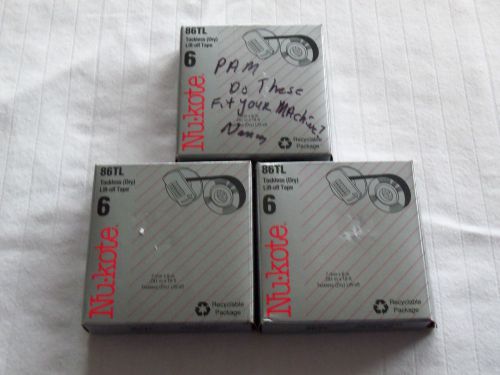 86TL
Tackless (Dry)
Lift-off Tape
6
Nu·kote
PAM
Do These
Fit your MAchine?
Nancy
Recyclable
Package
86TL
Tackless (Dry)
Lift-off Tape
6
Nu·kote
Recyclable
Package
86TL
Tackless (Dry)
Lift-off Tape
6
Nu·kote
Recyclable
Package